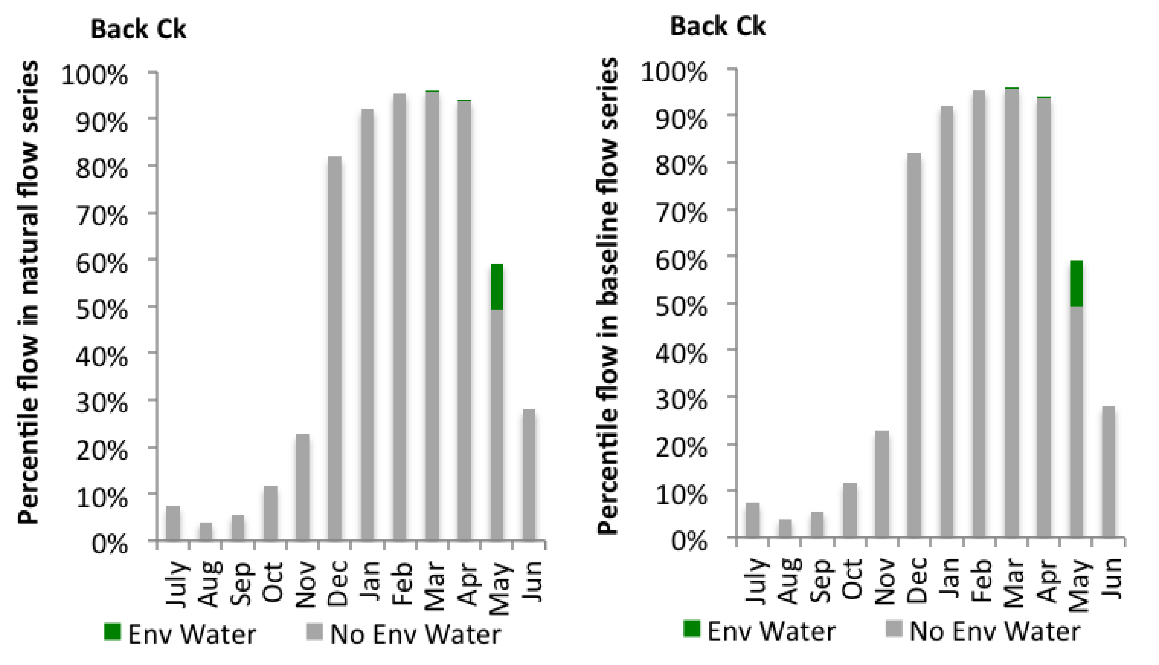 Back Ck
Percentile flow in natural flow series
100%
90%
80%
70%
60%
50%
40%
30%
20%
10%
0%
July
Aug
Sep
Oct
Nov
Dec
Jan
Feb
Mar
Apr
May
Jun
Env Water
No Env Water
Back Ck
Percentile flow in baseline flow series
100%
90%
80%
70%
60%
50%
40%
30%
20%
10%
0%
July
Aug
Sep
Oct
Nov
Dec
Jan
Feb
Mar
Apr
May
Jun
Env Water
No Env Water